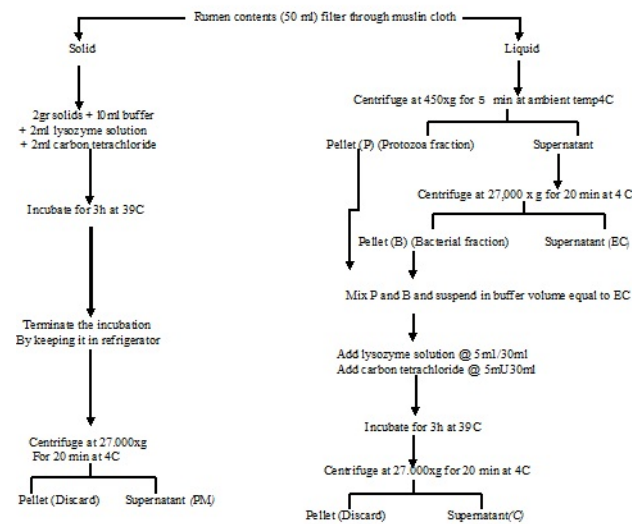 Rumen contents (50 ml) filter through muslin cloth
Solid
2gr solids + 10ml buffer
+ 2ml lysozyme solution
+ 2ml carbon tetrachloride
Incubate for 3h at 39C
Terminate the incubation
By keeping it in refrigerator
Centrifuge at 27.000xg
For 20 min at 4C
Pellet (Discard)
Supernatant (PM)
Liquid
Centrifuge at 450xg for 5 min at ambient temp4C
Pellet (P) (Protozoa fraction)
Supernatant
Centrifuge at 27,000 x g for 20 min at 4 C
Pellet (B) (Bacterial fraction)
Supernatant (EC)
Mix P and B and suspend in buffer volume equal to EC
Add lysozyme solution @ 5ml/30ml
Add carbon tetrachloride @ 5mU30ml
Incubate for 3h at 39C
Centrifuge at 27.000xg for 20 min at 4C
Pellet (Discard)
Supernatant(C)